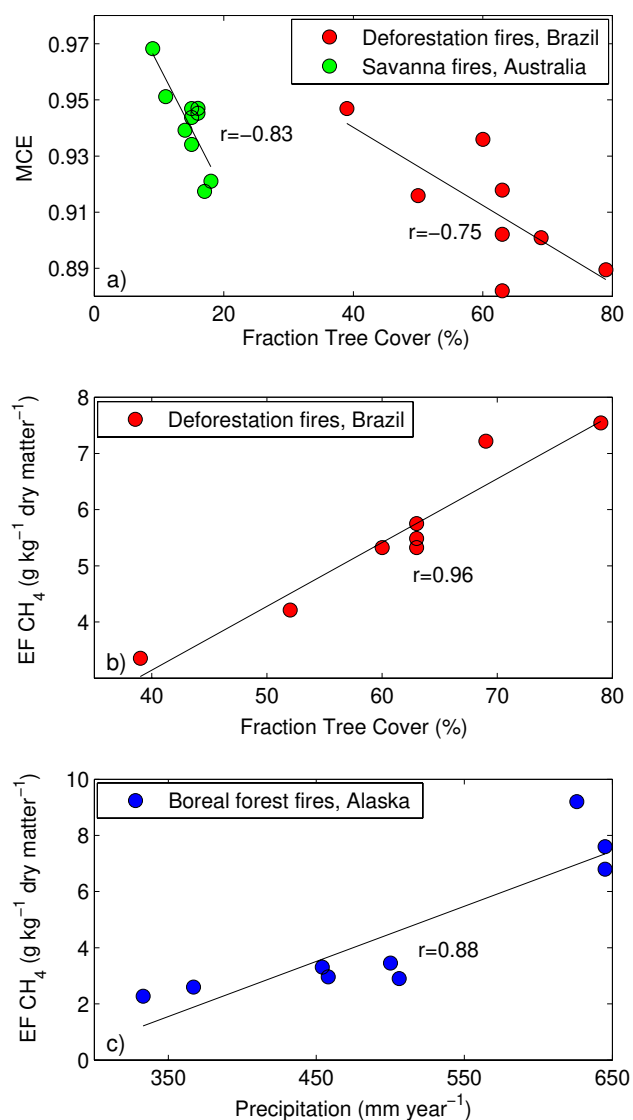 0.97
0.95
0.93
0.91
0.89
MCE
Deforestation fires, Brazil
Savanna fires, Australia
r=−0.83
r=−0.75
a)
0 20 40 60 80
Fraction Tree Cover (%)
8
7
6
5
4
EF CH₄ (g kg⁻¹ dry matter⁻¹)
Deforestation fires, Brazil
r=0.96
b)
40 50 60 70 80
Fraction Tree Cover (%)
10
8
6
4
2
0
EF CH₄ (g kg⁻¹ dry matter⁻¹)
Boreal forest fires, Alaska
r=0.88
c)
350 450 550 650
Precipitation (mm year⁻¹)